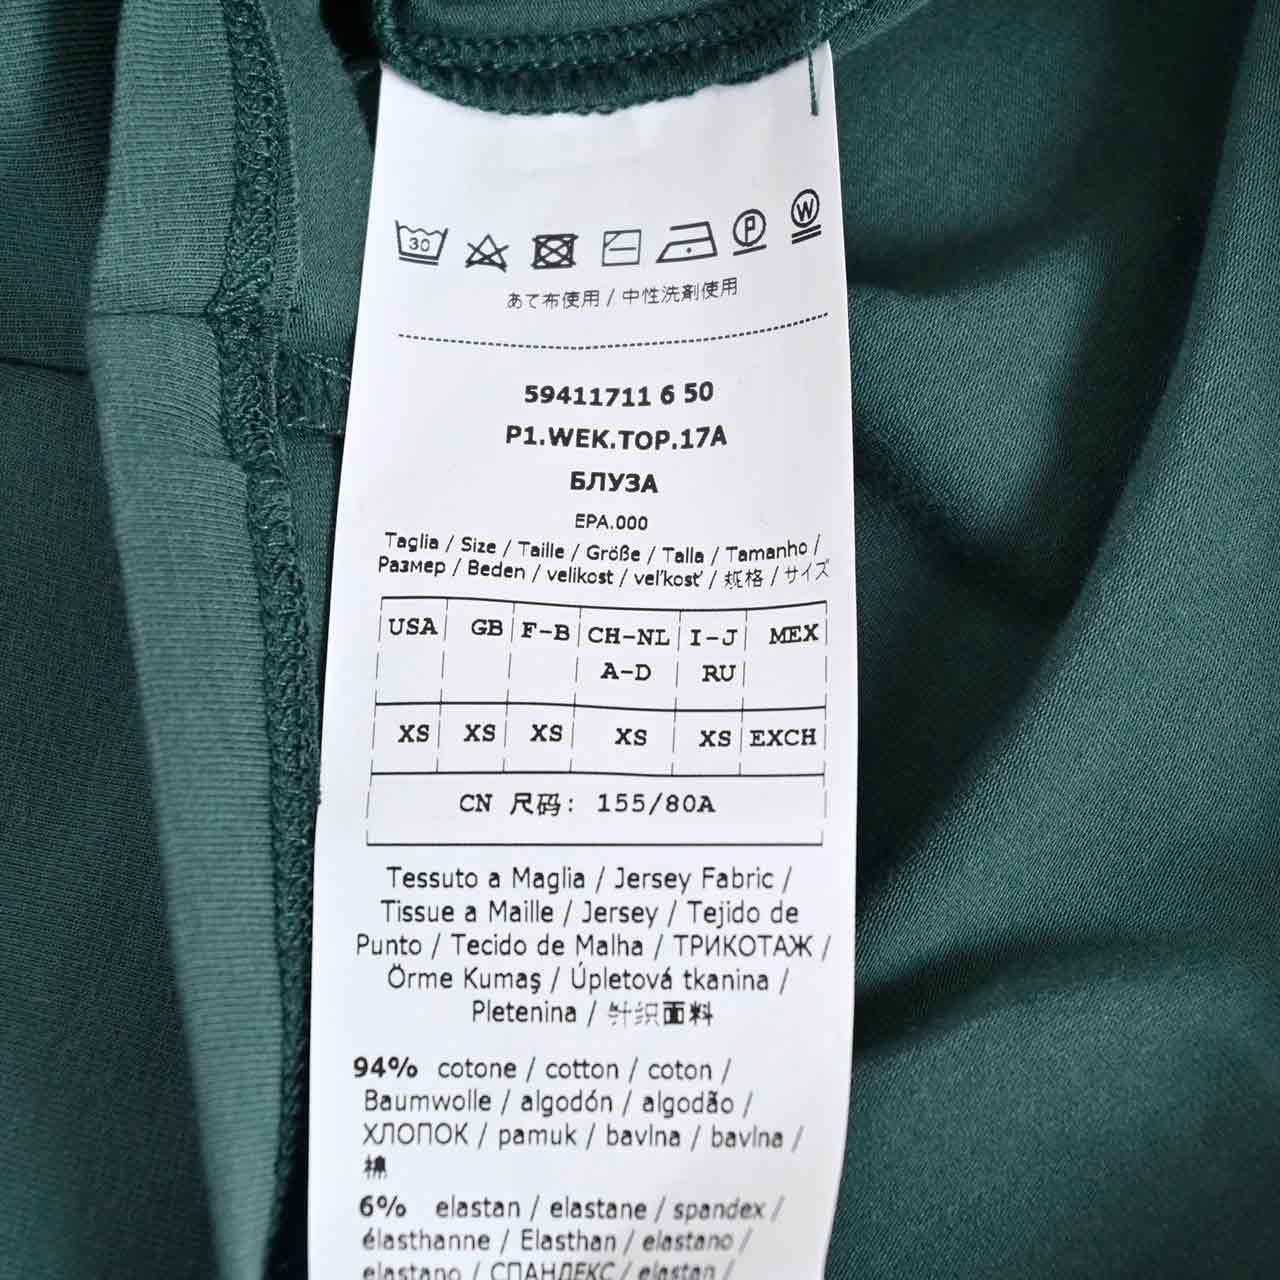 30 P W
あて布使用 / 中性洗剤使用
59411711 6 50
P1.WEK.TOP.17A
БЛУЗА
EPA.000
Taglia / Size / Taille / Größe / Talla / Tamanho /
Размер / Beden / velikost / veľkosť / 规格 / サイズ
USA GB F-B CH-NL I-J MEX
A-D RU
XS XS XS XS XS EXCH
CN 尺码: 155/80A
Tessuto a Maglia / Jersey Fabric /
Tissue a Maille / Jersey / Tejido de
Punto / Tecido de Malha / ТРИКОТАЖ /
Örme Kumaş / Úpletová tkanina /
Pletenina / 针织面料
94% cotone / cotton / coton /
Baumwolle / algodón / algodão /
ХЛОПОК / pamuk / bavlna / bavlna /
棉
6% elastan / elastane / spandex /
élasthanne / Elasthan / elastano /
elastano / СПАНДЕКС / elastan /